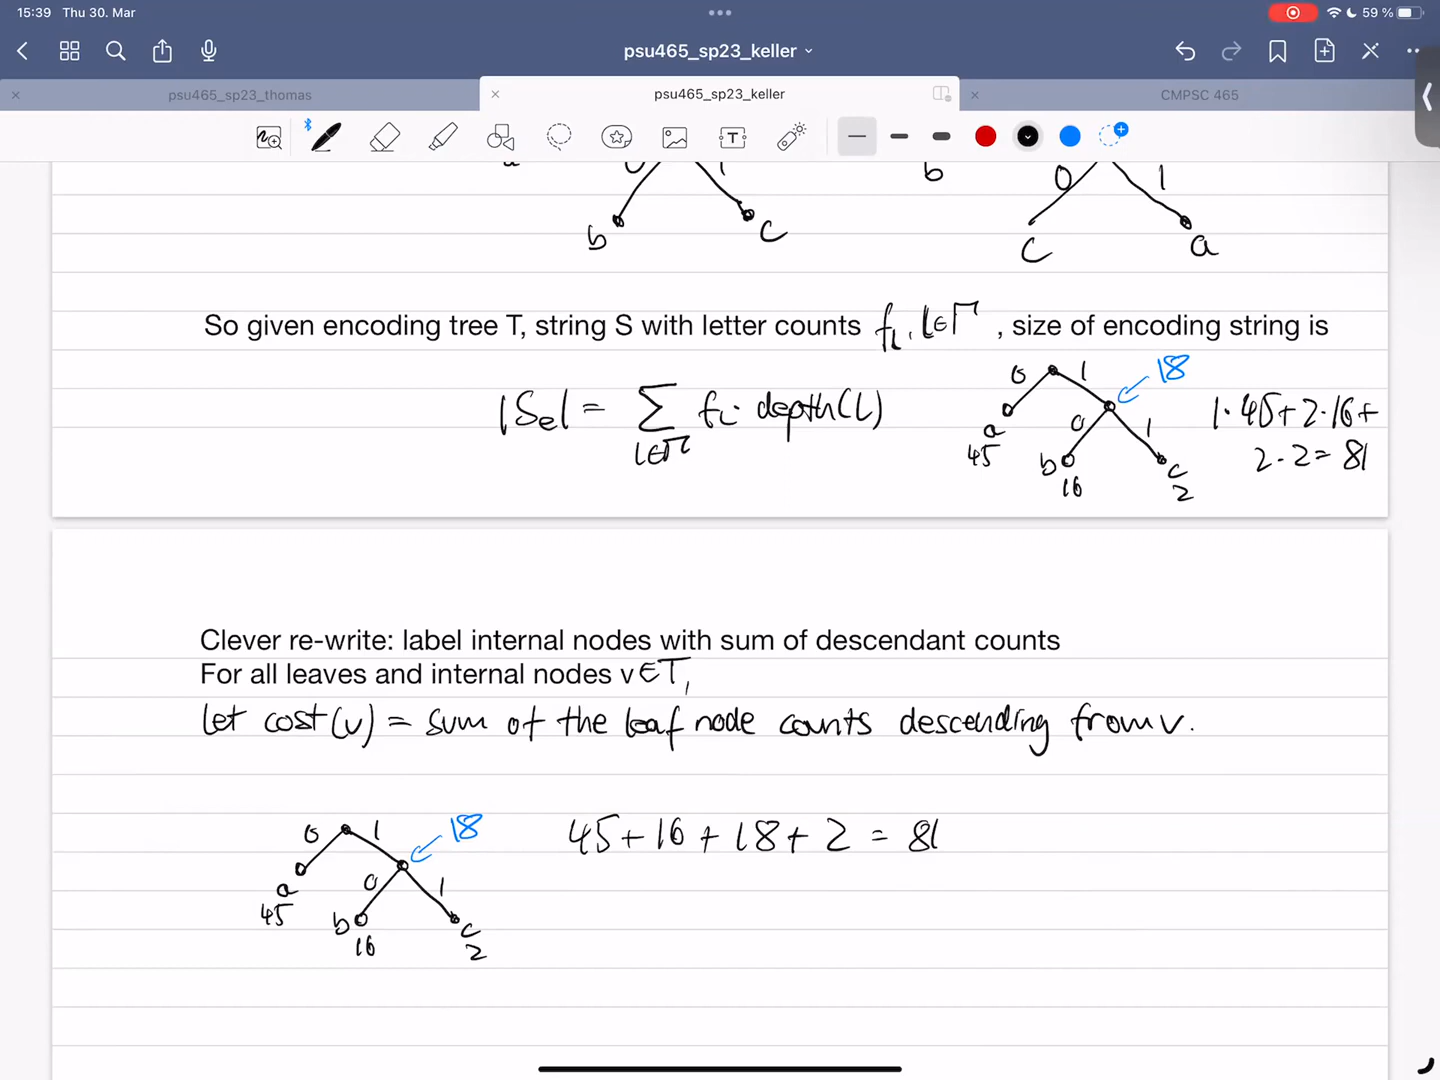 15:39 Thu 30. Mar
59 %
psu465_sp23_keller
psu465_sp23_thomas
psu465_sp23_keller
CMPSC 465
0 1
b c
b
0 1
c a
So given encoding tree T, string S with letter counts f_l, l∈Γ , size of encoding string is
|Se| = Σ l∈Γ f_l · depth(l)
0 1 18
a 45
0 1
b 16
c 2
1·45+2·16+
2·2=81
Clever re-write: label internal nodes with sum of descendant counts
For all leaves and internal nodes v∈T,
let cost(v) = sum of the leaf node counts descending from v.
0 1 18
a 45
0 1
b 16
c 2
45+16+18+2=81